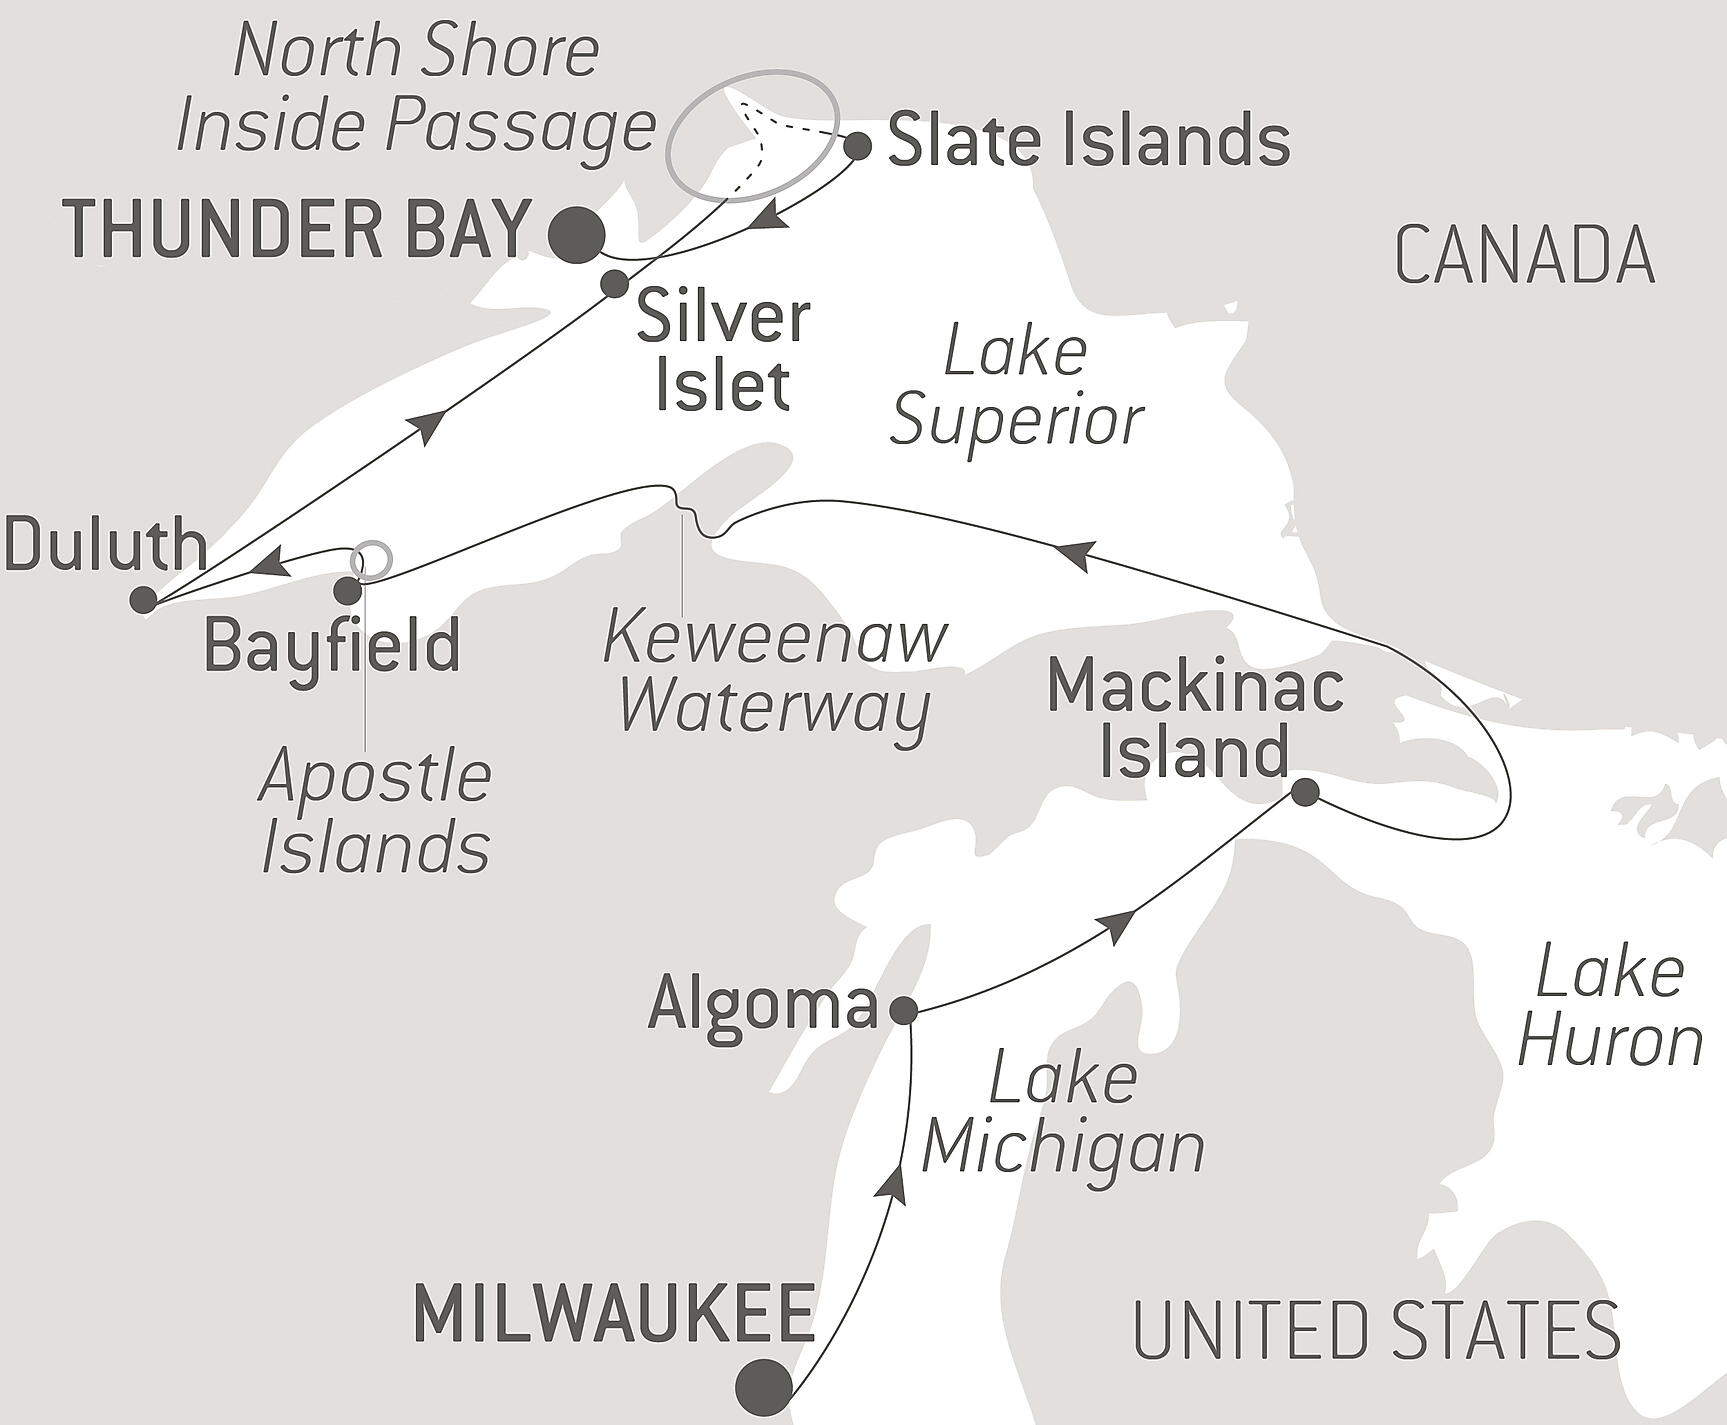 North Shore
Inside Passage
Slate Islands
THUNDER BAY
CANADA
Silver
Islet
Lake
Superior
Duluth
Bayfield
Keweenaw
Waterway
Mackinac
Island
Apostle
Islands
Algoma
Lake
Huron
Lake
Michigan
MILWAUKEE
UNITED STATES